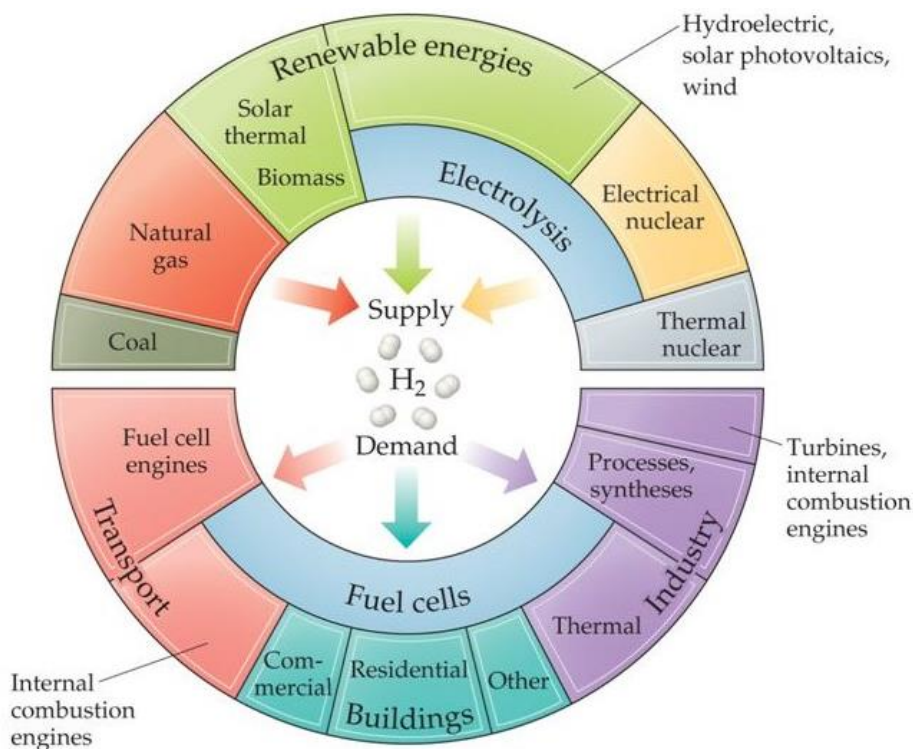 Hydroelectric,
solar photovoltaics,
wind
Renewable energies
Solar
thermal
Biomass
Electrolysis
Electrical
nuclear
Natural
gas
Supply
Thermal
nuclear
Coal
H₂
Demand
Fuel cell
engines
Processes,
syntheses
Turbines,
internal
combustion
engines
Transport
Industry
Fuel cells
Thermal
Com-
mercial
Residential
Other
Buildings
Internal
combustion
engines